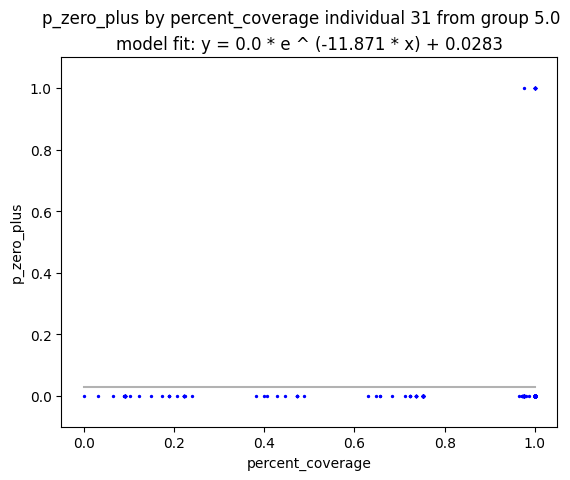 p_zero_plus by percent_coverage individual 31 from group 5.0
model fit: y = 0.0 * e ^ (-11.871 * x) + 0.0283
1.0
0.8
0.6
0.4
0.2
0.0
p_zero_plus
0.0 0.2 0.4 0.6 0.8 1.0
percent_coverage